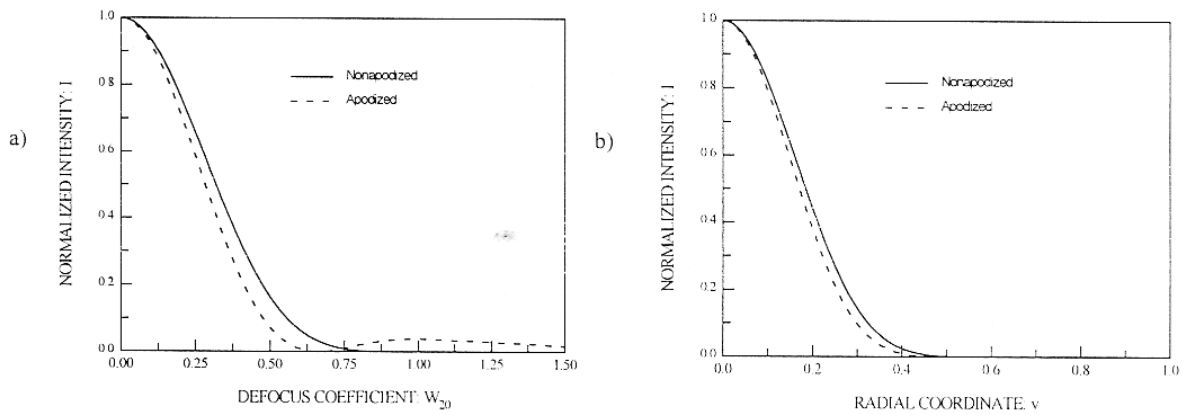 a)
NORMALIZED INTENSITY: I
1.0
0.8
0.6
0.4
0.2
0.0
Nonapodized
Apodized
0.00 0.25 0.50 0.75 1.00 1.25 1.50
DEFOCUS COEFFICIENT: W20
b)
NORMALIZED INTENSITY: I
1.0
0.8
0.6
0.4
0.2
0.0
Nonapodized
Apodized
0.0 0.2 0.4 0.6 0.8 1.0
RADIAL COORDINATE: v